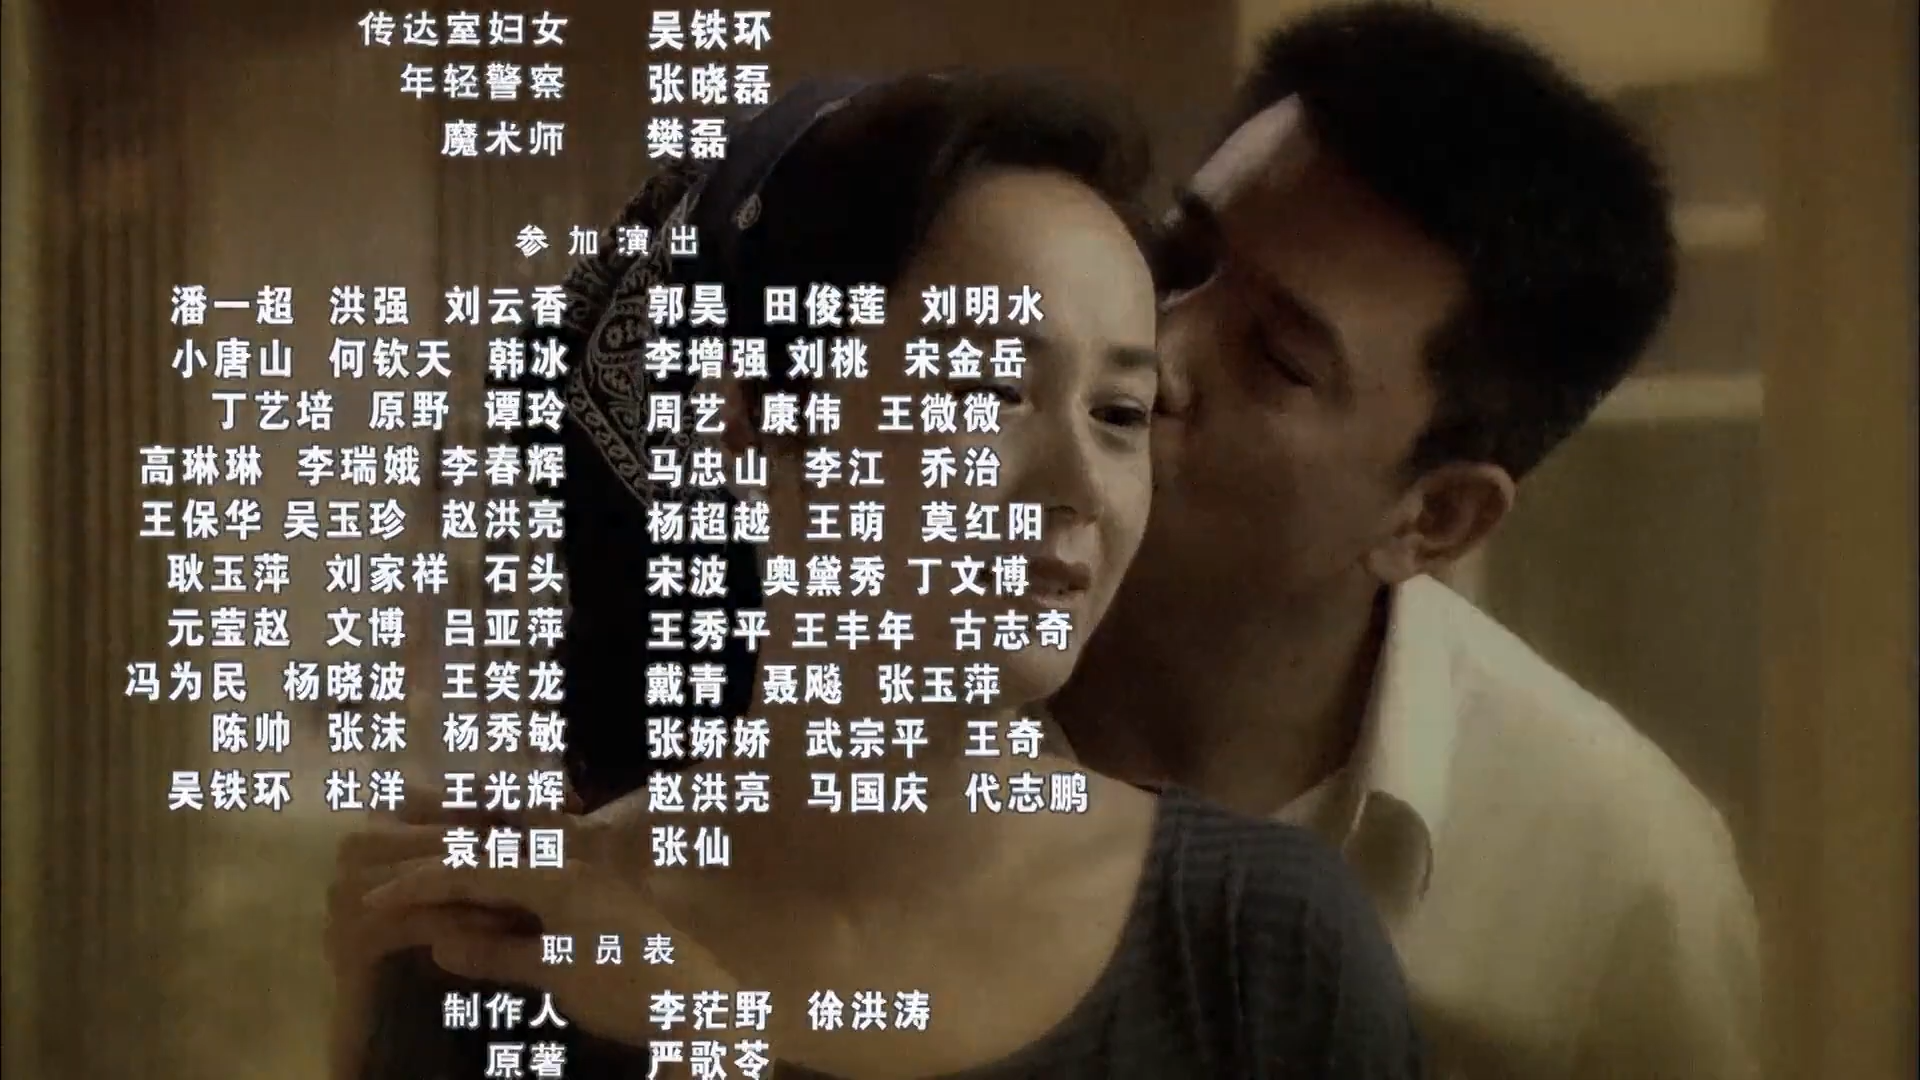 传达室妇女 吴铁环
年轻警察 张晓磊
魔术师 樊磊
参加演出
潘一超 洪强 刘云香 郭昊 田俊莲 刘明水
小唐山 何钦天 韩冰 李增强 刘桃 宋金岳
丁艺培 原野 谭玲 周艺 康伟 王微微
高琳琳 李瑞娥 李春辉 马忠山 李江 乔治
王保华 吴玉珍 赵洪亮 杨超越 王萌 莫红阳
耿玉萍 刘家祥 石头 宋波 奥黛秀 丁文博
元莹赵 文博 吕亚萍 王秀平 王丰年 古志奇
冯为民 杨晓波 王笑龙 戴青 聂飚 张玉萍
陈帅 张沫 杨秀敏 张娇娇 武宗平 王奇
吴铁环 杜洋 王光辉 赵洪亮 马国庆 代志鹏
袁信国 张仙
职员表
制作人 李茫野 徐洪涛
原著 严歌苓